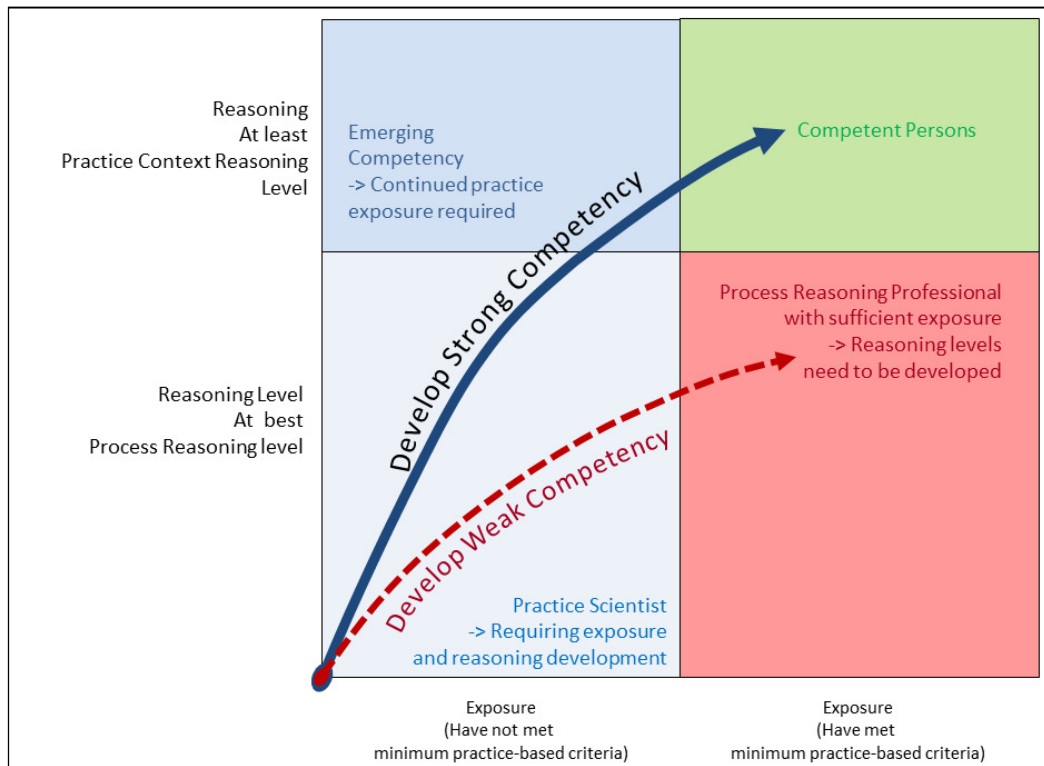 Reasoning
At least
Practice Context Reasoning
Level
Emerging
Competency
-> Continued practice
exposure required
Competent Persons
Develop Strong Competency
Process Reasoning Professional
with sufficient exposure
-> Reasoning levels
need to be developed
Reasoning Level
At best
Process Reasoning level
Develop Weak Competency
Practice Scientist
-> Requiring exposure
and reasoning development
Exposure
(Have not met
minimum practice-based criteria)
Exposure
(Have met
minimum practice-based criteria)